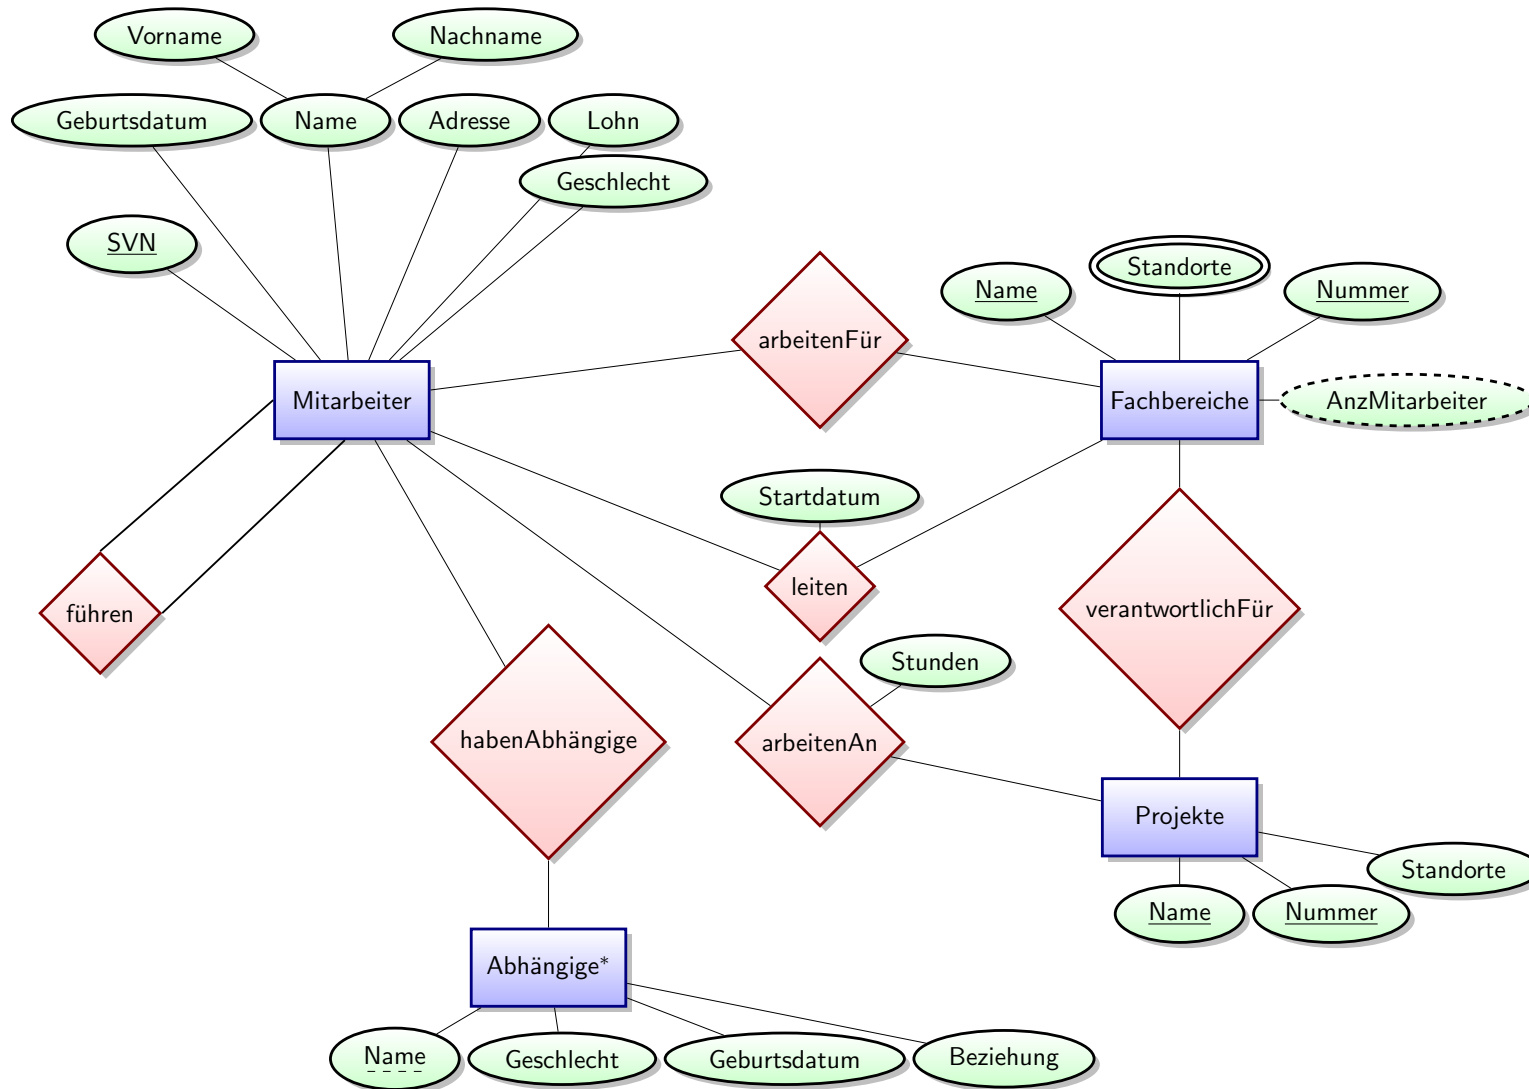 Vorname
Nachname
Geburtsdatum
Name
Adresse
Lohn
Geschlecht
SVN
Name
Standorte
Nummer
arbeitenFür
Mitarbeiter
Fachbereiche
AnzMitarbeiter
Startdatum
leiten
führen
verantwortlichFür
Stunden
habenAbhängige
arbeitenAn
Projekte
Standorte
Name
Nummer
Abhängige*
Name
Geschlecht
Geburtsdatum
Beziehung